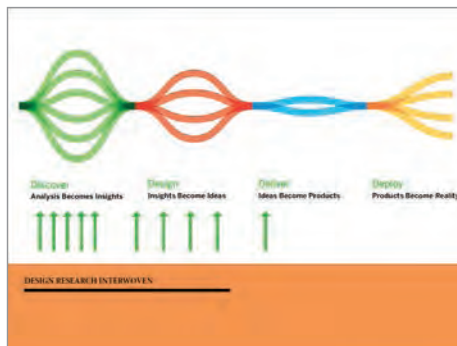 Discover
Analysis Becomes Insights
Design
Insights Become Ideas
Deliver
Ideas Become Products
Deploy
Products Become Reality
DESIGN RESEARCH INTERWOVEN